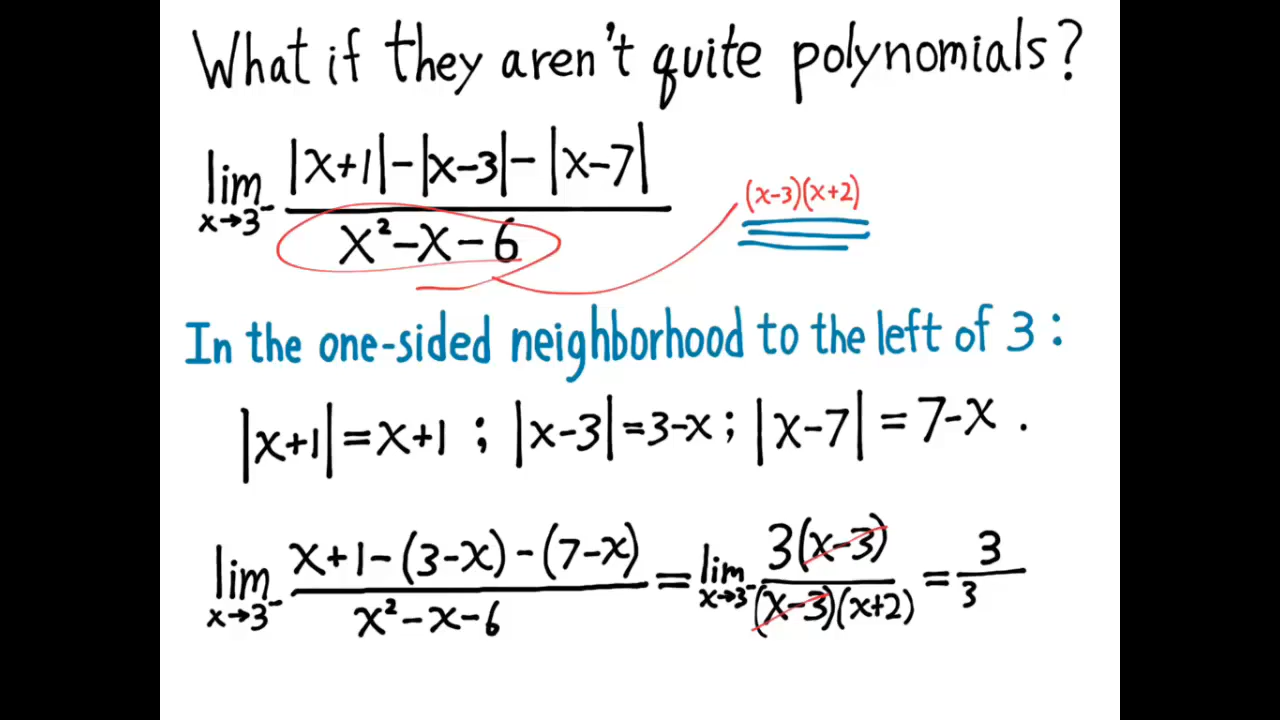 What if they aren't quite polynomials?
lim x→3⁻ (|x+1| − |x−3| − |x−7|) / (x² − x − 6)
(x−3)(x+2)
In the one-sided neighborhood to the left of 3:
|x+1| = x+1 ; |x−3| = 3−x ; |x−7| = 7−x .
lim x→3⁻ (x+1−(3−x)−(7−x)) / (x² − x − 6) = lim x→3⁻ 3(x−3) / (x−3)(x+2) = 3 / 3